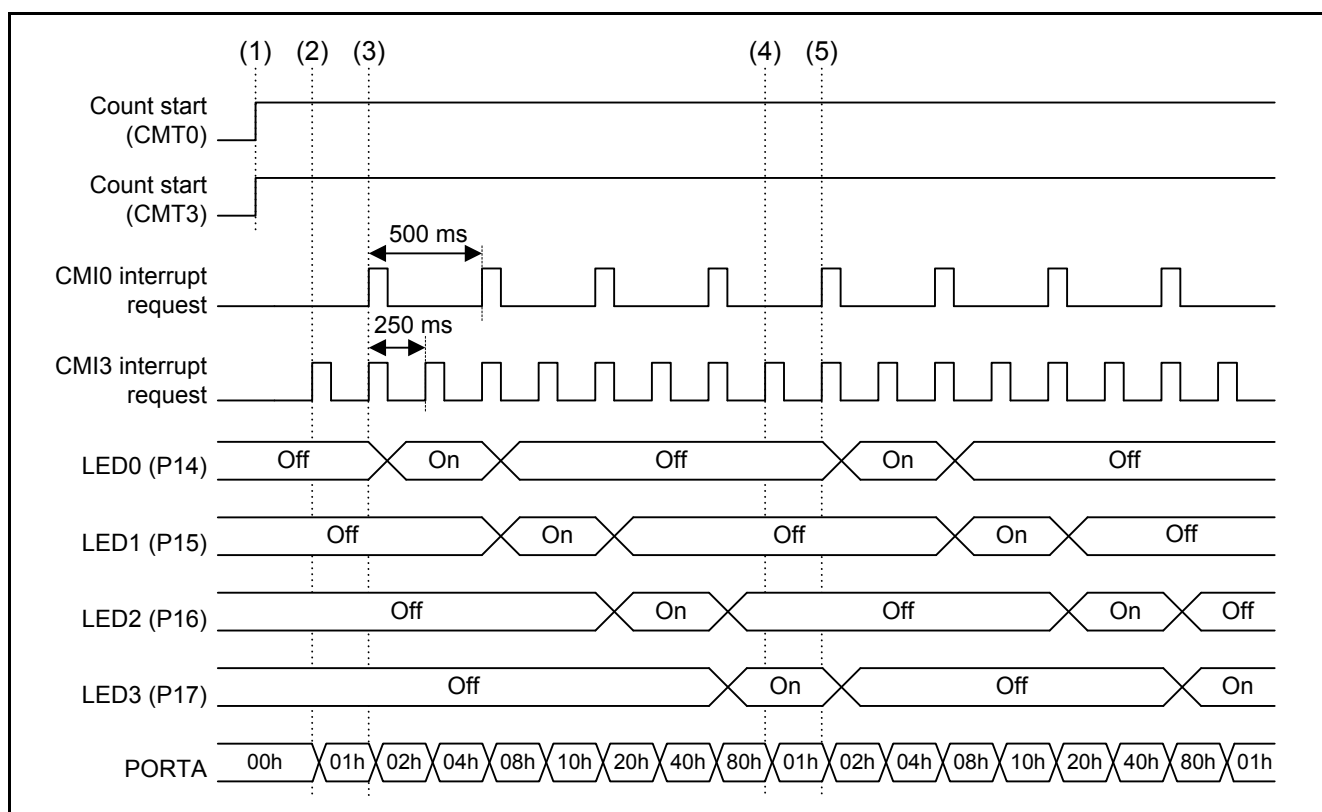 (1) (2) (3) (4) (5)
Count start
(CMT0)
Count start
(CMT3)
500 ms
CMI0 interrupt
request
250 ms
CMI3 interrupt
request
LED0 (P14) Off On Off On Off
LED1 (P15) Off On Off On Off
LED2 (P16) Off On Off On Off
LED3 (P17) Off On Off On
PORTA 00h 01h 02h 04h 08h 10h 20h 40h 80h 01h 02h 04h 08h 10h 20h 40h 80h 01h